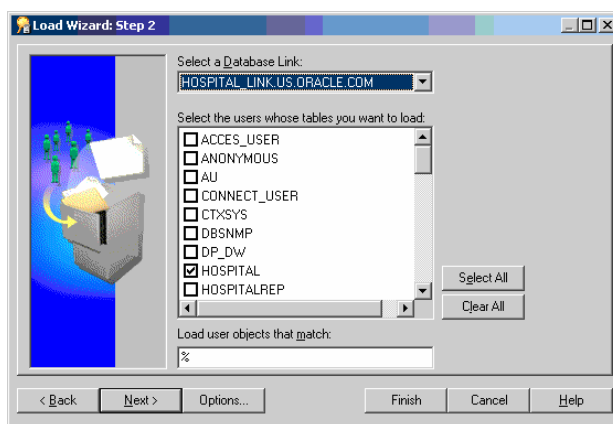 Load Wizard: Step 2
Select a Database Link:
HOSPITAL_LINK.US.ORACLE.COM
Select the users whose tables you want to load:
ACCES_USER
ANONYMOUS
AU
CONNECT_USER
CTXSYS
DBSNMP
DP_DW
HOSPITAL
HOSPITALREP
Select All
Clear All
Load user objects that match:
%
< Back Next > Options... Finish Cancel Help